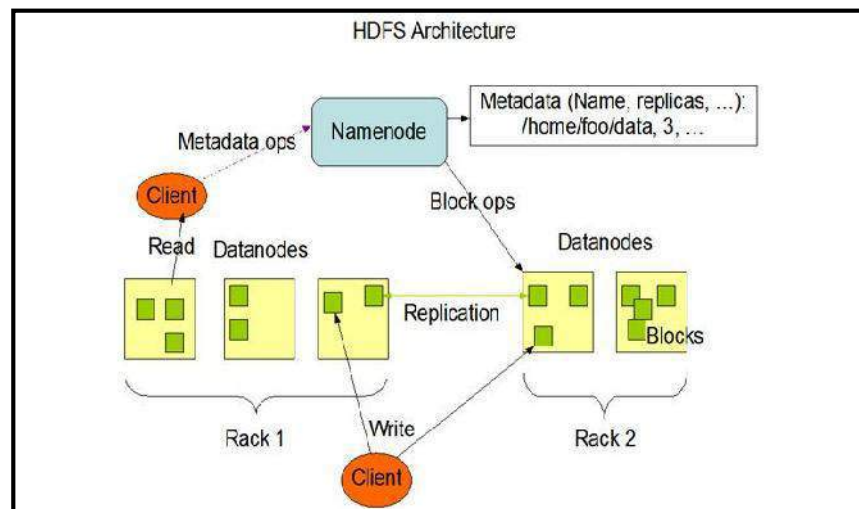 HDFS Architecture
Namenode
Metadata (Name, replicas, ...):
/home/foo/data, 3, ...
Metadata ops
Client
Block ops
Read
Datanodes
Datanodes
Replication
Blocks
Rack 1
Write
Rack 2
Client